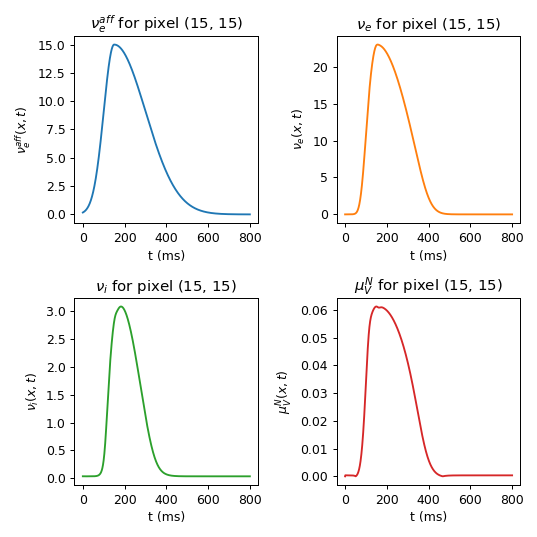 ν_e^{aff} for pixel (15, 15)
ν_e^{aff}(x, t)
15.0
12.5
10.0
7.5
5.0
2.5
0.0
0 200 400 600 800
t (ms)
ν_e for pixel (15, 15)
ν_e(x, t)
20
15
10
5
0
0 200 400 600 800
t (ms)
ν_i for pixel (15, 15)
ν_i(x, t)
3.0
2.5
2.0
1.5
1.0
0.5
0.0
0 200 400 600 800
t (ms)
μ_V^N for pixel (15, 15)
μ_V^N(x, t)
0.06
0.05
0.04
0.03
0.02
0.01
0.00
0 200 400 600 800
t (ms)